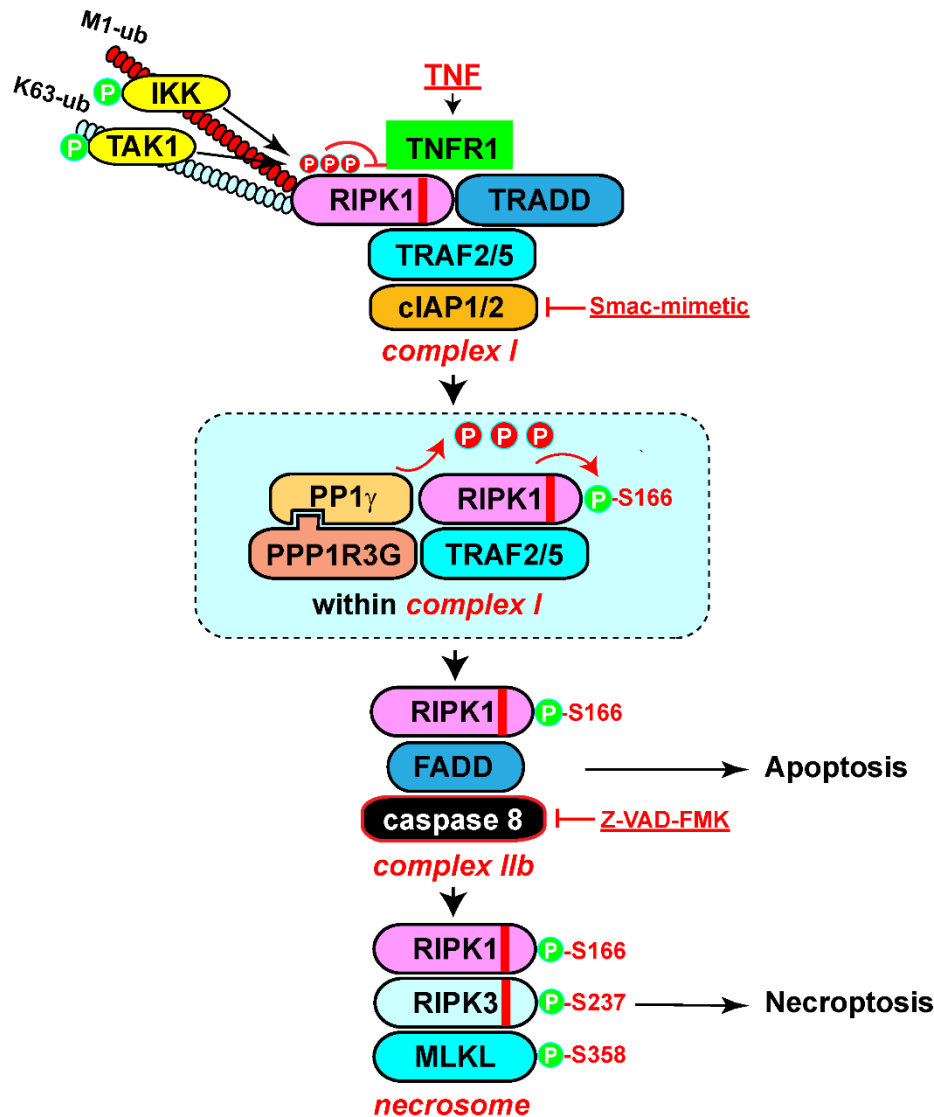 M1-ub
K63-ub
P
IKK
P
TAK1
TNF
TNFR1
P P P
RIPK1
TRADD
TRAF2/5
cIAP1/2
Smac-mimetic
complex I
P P P
PP1γ
RIPK1
P-S166
PPP1R3G
TRAF2/5
within complex I
RIPK1
P-S166
FADD
Apoptosis
caspase 8
Z-VAD-FMK
complex IIb
RIPK1
P-S166
RIPK3
P-S237
Necroptosis
MLKL
P-S358
necrosome